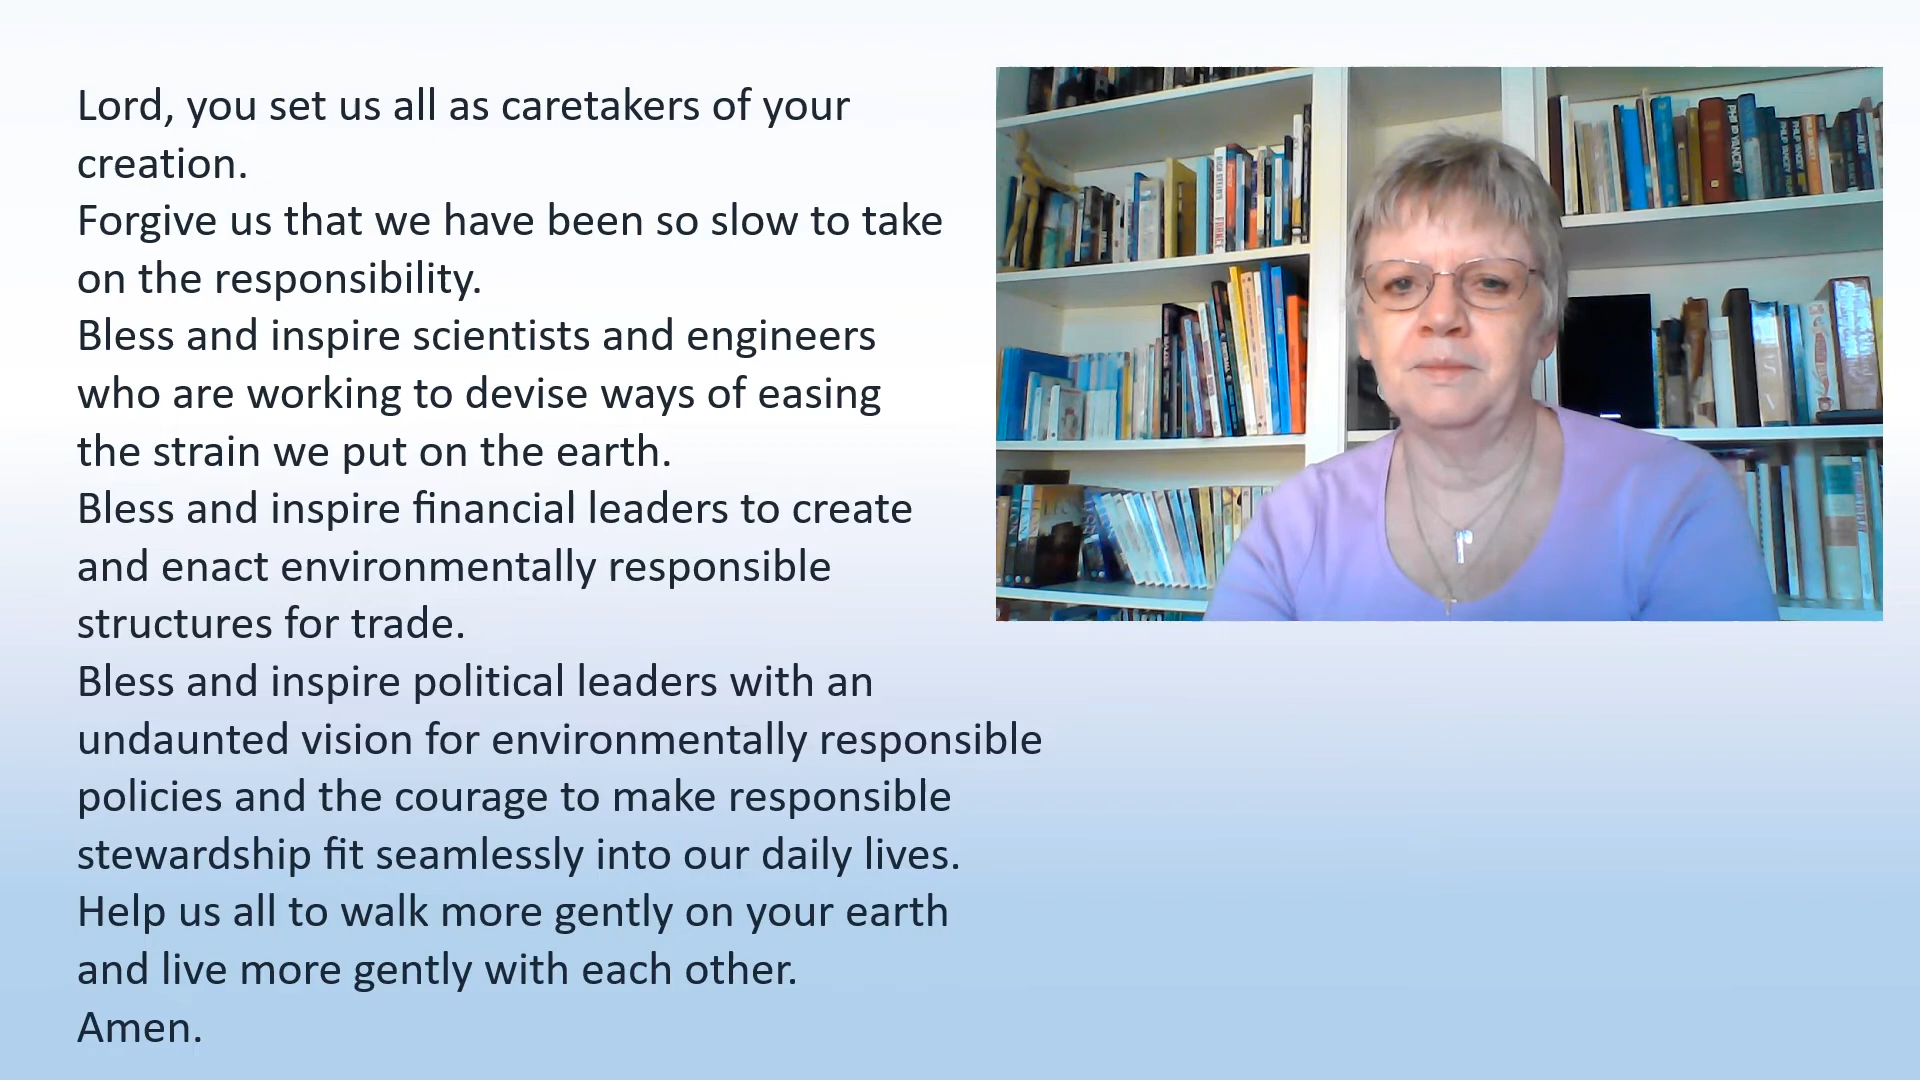 Lord, you set us all as caretakers of your
creation.
Forgive us that we have been so slow to take
on the responsibility.
Bless and inspire scientists and engineers
who are working to devise ways of easing
the strain we put on the earth.
Bless and inspire financial leaders to create
and enact environmentally responsible
structures for trade.
Bless and inspire political leaders with an
undaunted vision for environmentally responsible
policies and the courage to make responsible
stewardship fit seamlessly into our daily lives.
Help us all to walk more gently on your earth
and live more gently with each other.
Amen.
PHILIP YANCEY